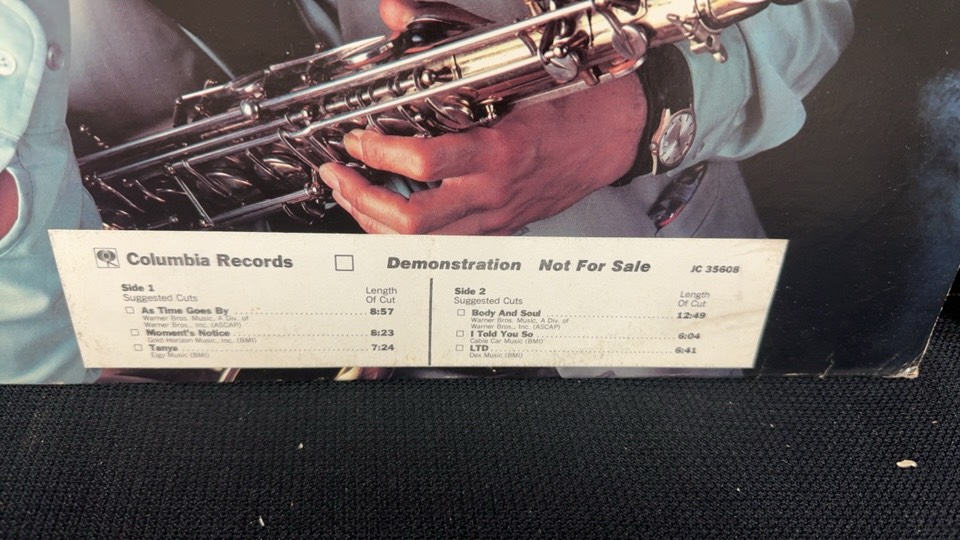 Columbia Records Demonstration Not For Sale JC 35608
Side 1
Suggested Cuts Length Of Cut
As Time Goes By 8:57
Warner Bros. Music, A Div. of
Warner Bros., Inc. (ASCAP)
Moment's Notice 8:23
Gold Horizon Music, Inc. (BMI)
Tanya 7:24
Elgy Music (BMI)
Side 2
Suggested Cuts Length Of Cut
Body And Soul 12:49
Warner Bros. Music, A Div. of
Warner Bros., Inc. (ASCAP)
I Told You So 6:04
Cable Car Music (BMI)
LTD 6:41
Dex Music (BMI)